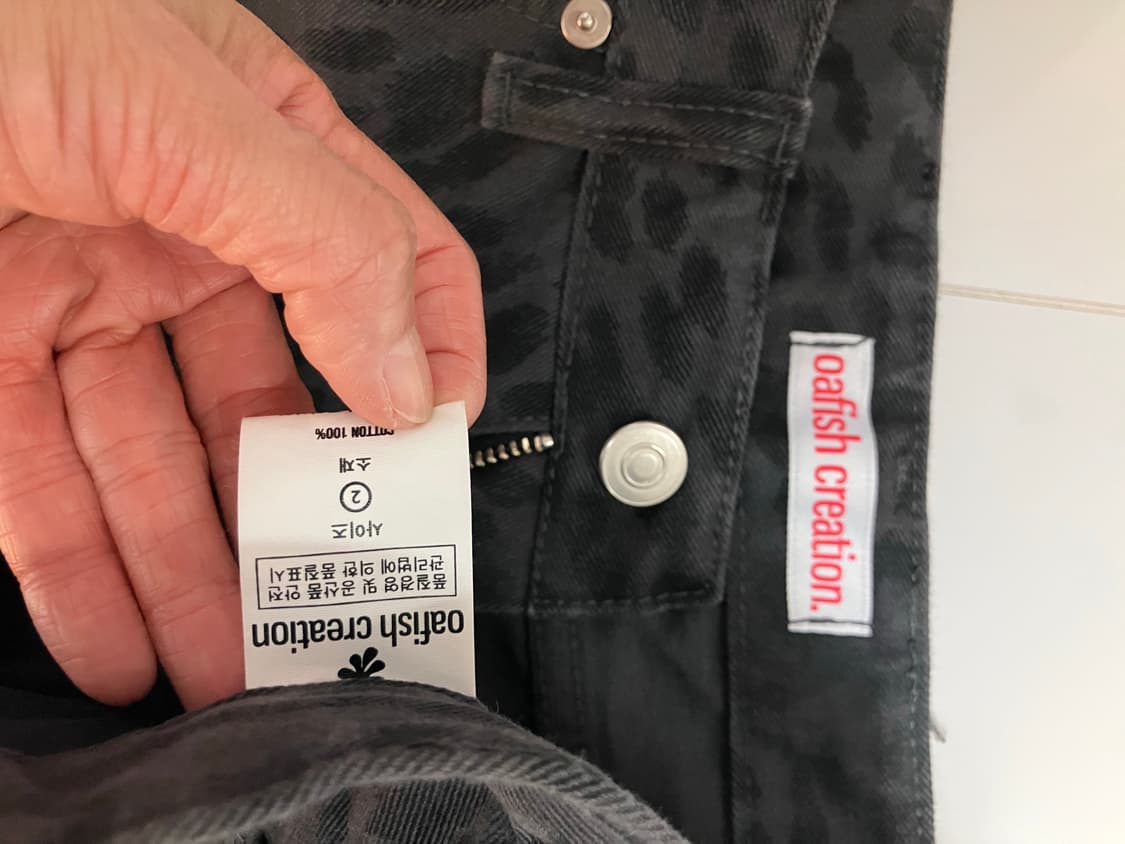 oafish creation
품질경영 및 공산품 안전
관리법에 의한 품질표시
사이즈
2
소재
COTTON 100%
oafish creation.